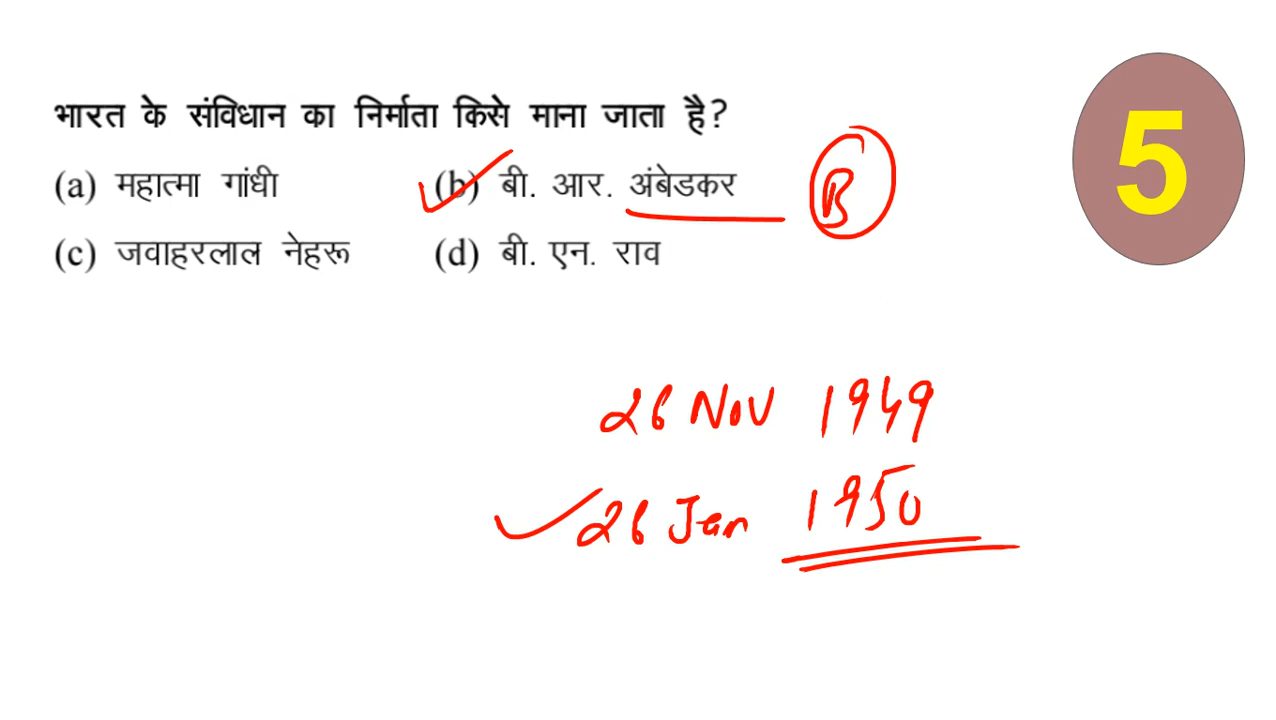 भारत के संविधान का निर्माता किसे माना जाता है?
5
(a) महात्मा गांधी (b) बी. आर. अंबेडकर B
(c) जवाहरलाल नेहरू (d) बी. एन. राव
26 Nov 1949
26 Jan 1950